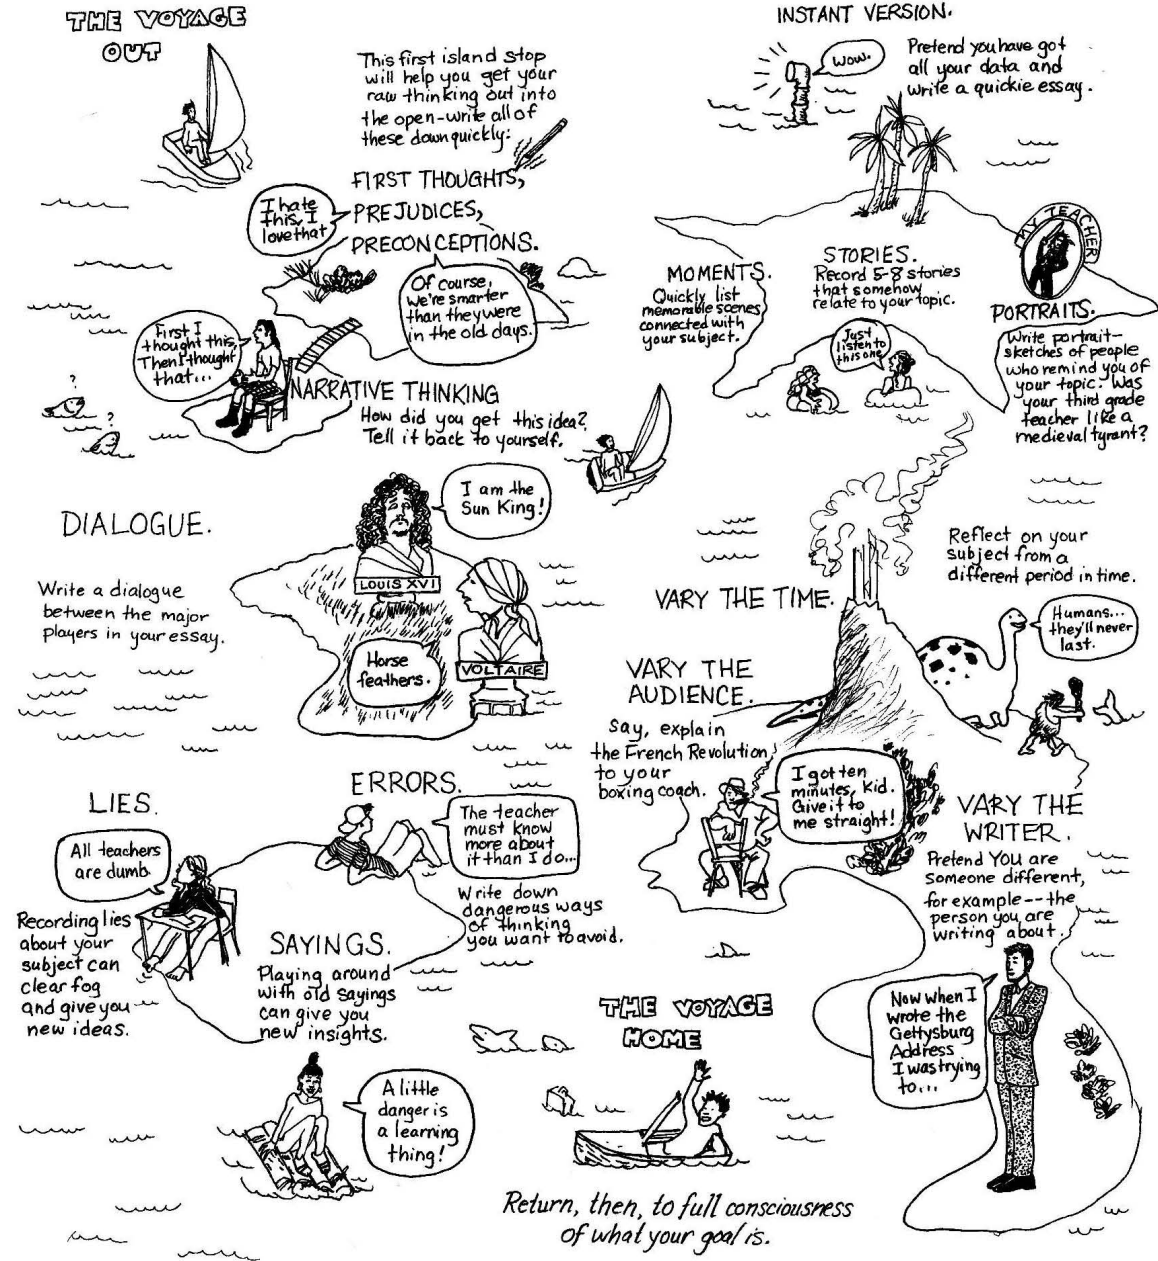 THE VOYAGE
OUT
This first island stop
will help you get your
raw thinking out into
the open-write all of
these down quickly:
FIRST THOUGHTS,
PREJUDICES,
PRECONCEPTIONS.
I hate
this, I
love that
Of course,
we're smarter
than they were
in the old days.
First I
thought this,
Then I thought
that...
?
?
NARRATIVE THINKING
How did you get this idea?
Tell it back to yourself.
INSTANT VERSION.
Wow.
Pretend you have got
all your data and
write a quickie essay.
MOMENTS.
Quickly list
memorable scenes
connected with
your subject.
STORIES.
Record 5-8 stories
that somehow
relate to your topic.
Just
listen to
this one
MY TEACHER
PORTRAITS.
Write portrait-
sketches of people
who remind you of
your topic. Was
your third grade
teacher like a
medieval tyrant?
DIALOGUE.
Write a dialogue
between the major
players in your essay.
I am the
Sun King!
LOUIS XVI
Horse
feathers.
VOLTAIRE
VARY THE TIME.
Reflect on your
subject from a
different period in time.
Humans...
they'll never
last.
VARY THE
AUDIENCE.
Say, explain
the French Revolution
to your
boxing coach.
I got ten
minutes, kid.
Give it to
me straight!
VARY THE
WRITER.
Pretend YOU are
someone different,
for example--the
person you are
writing about.
Now when I
wrote the
Gettysburg
Address
I was trying
to...
LIES.
All teachers
are dumb.
Recording lies
about your
subject can
clear fog
and give you
new ideas.
ERRORS.
The teacher
must know
more about
it than I do...
Write down
dangerous ways
of thinking
you want to avoid.
SAYINGS.
Playing around
with old sayings
can give you
new insights.
A little
danger is
a learning
thing!
THE VOYAGE
HOME
Return, then, to full consciousness
of what your goal is.